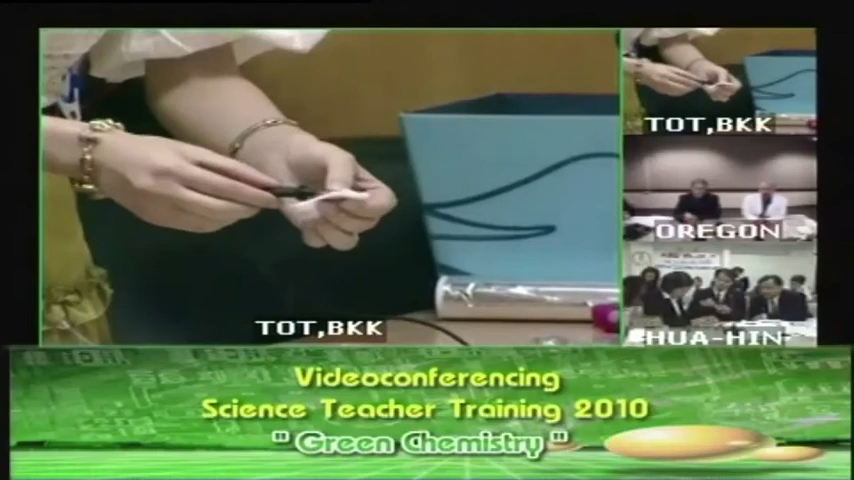 TOT,BKK
TOT,BKK
OREGON
HUA-HIN
Videoconferencing
Science Teacher Training 2010
" Green Chemistry "